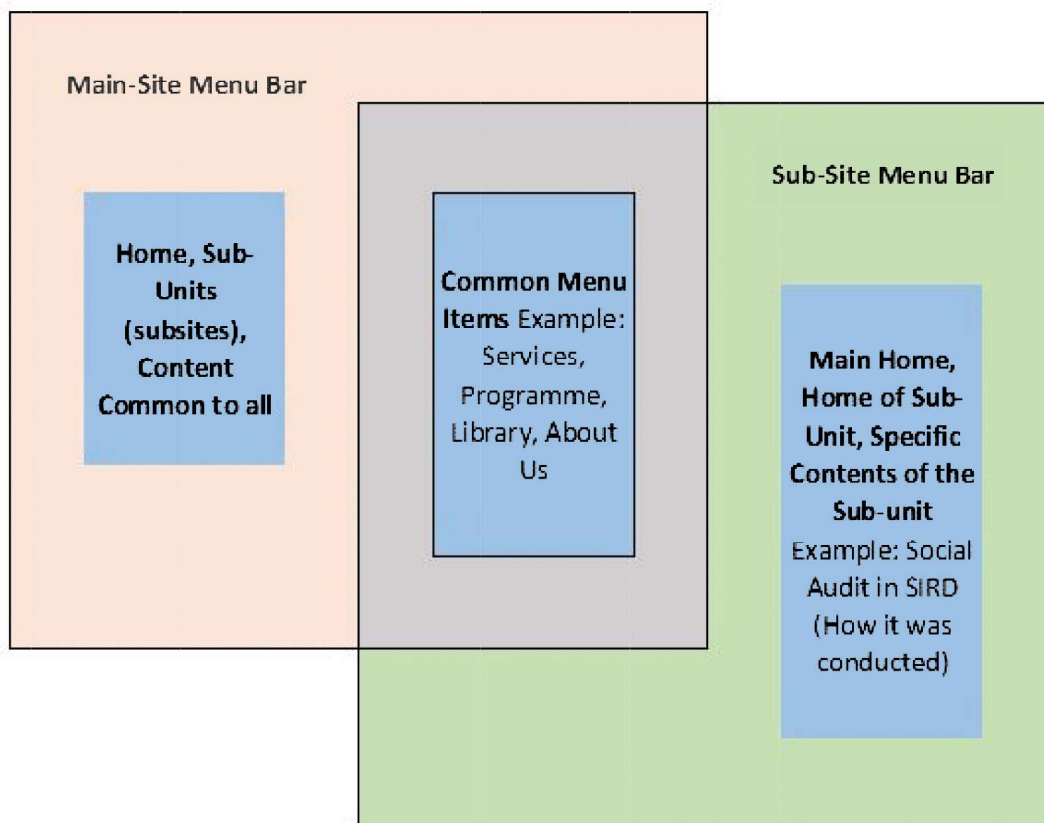 Main-Site Menu Bar
Home, Sub-
Units
(subsites),
Content
Common to all
Common Menu
Items Example:
Services,
Programme,
Library, About
Us
Sub-Site Menu Bar
Main Home,
Home of Sub-
Unit, Specific
Contents of the
Sub-unit
Example: Social
Audit in SIRD
(How it was
conducted)